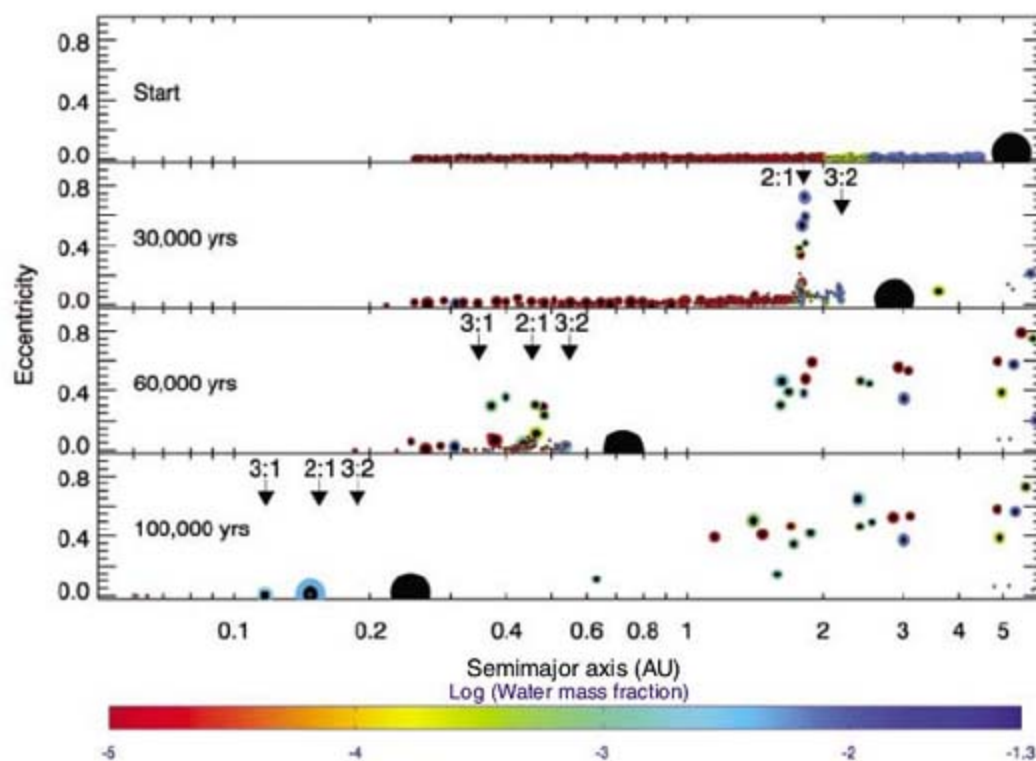 0.8
0.4
0.0
Start
0.8
0.4
0.0
30,000 yrs
2:1 3:2
0.8
0.4
0.0
60,000 yrs
3:1 2:1 3:2
0.8
0.4
0.0
100,000 yrs
3:1 2:1 3:2
Eccentricity
0.1 0.2 0.4 0.6 0.8 1 2 3 4 5
Semimajor axis (AU)
Log (Water mass fraction)
-5 -4 -3 -2 -1.3